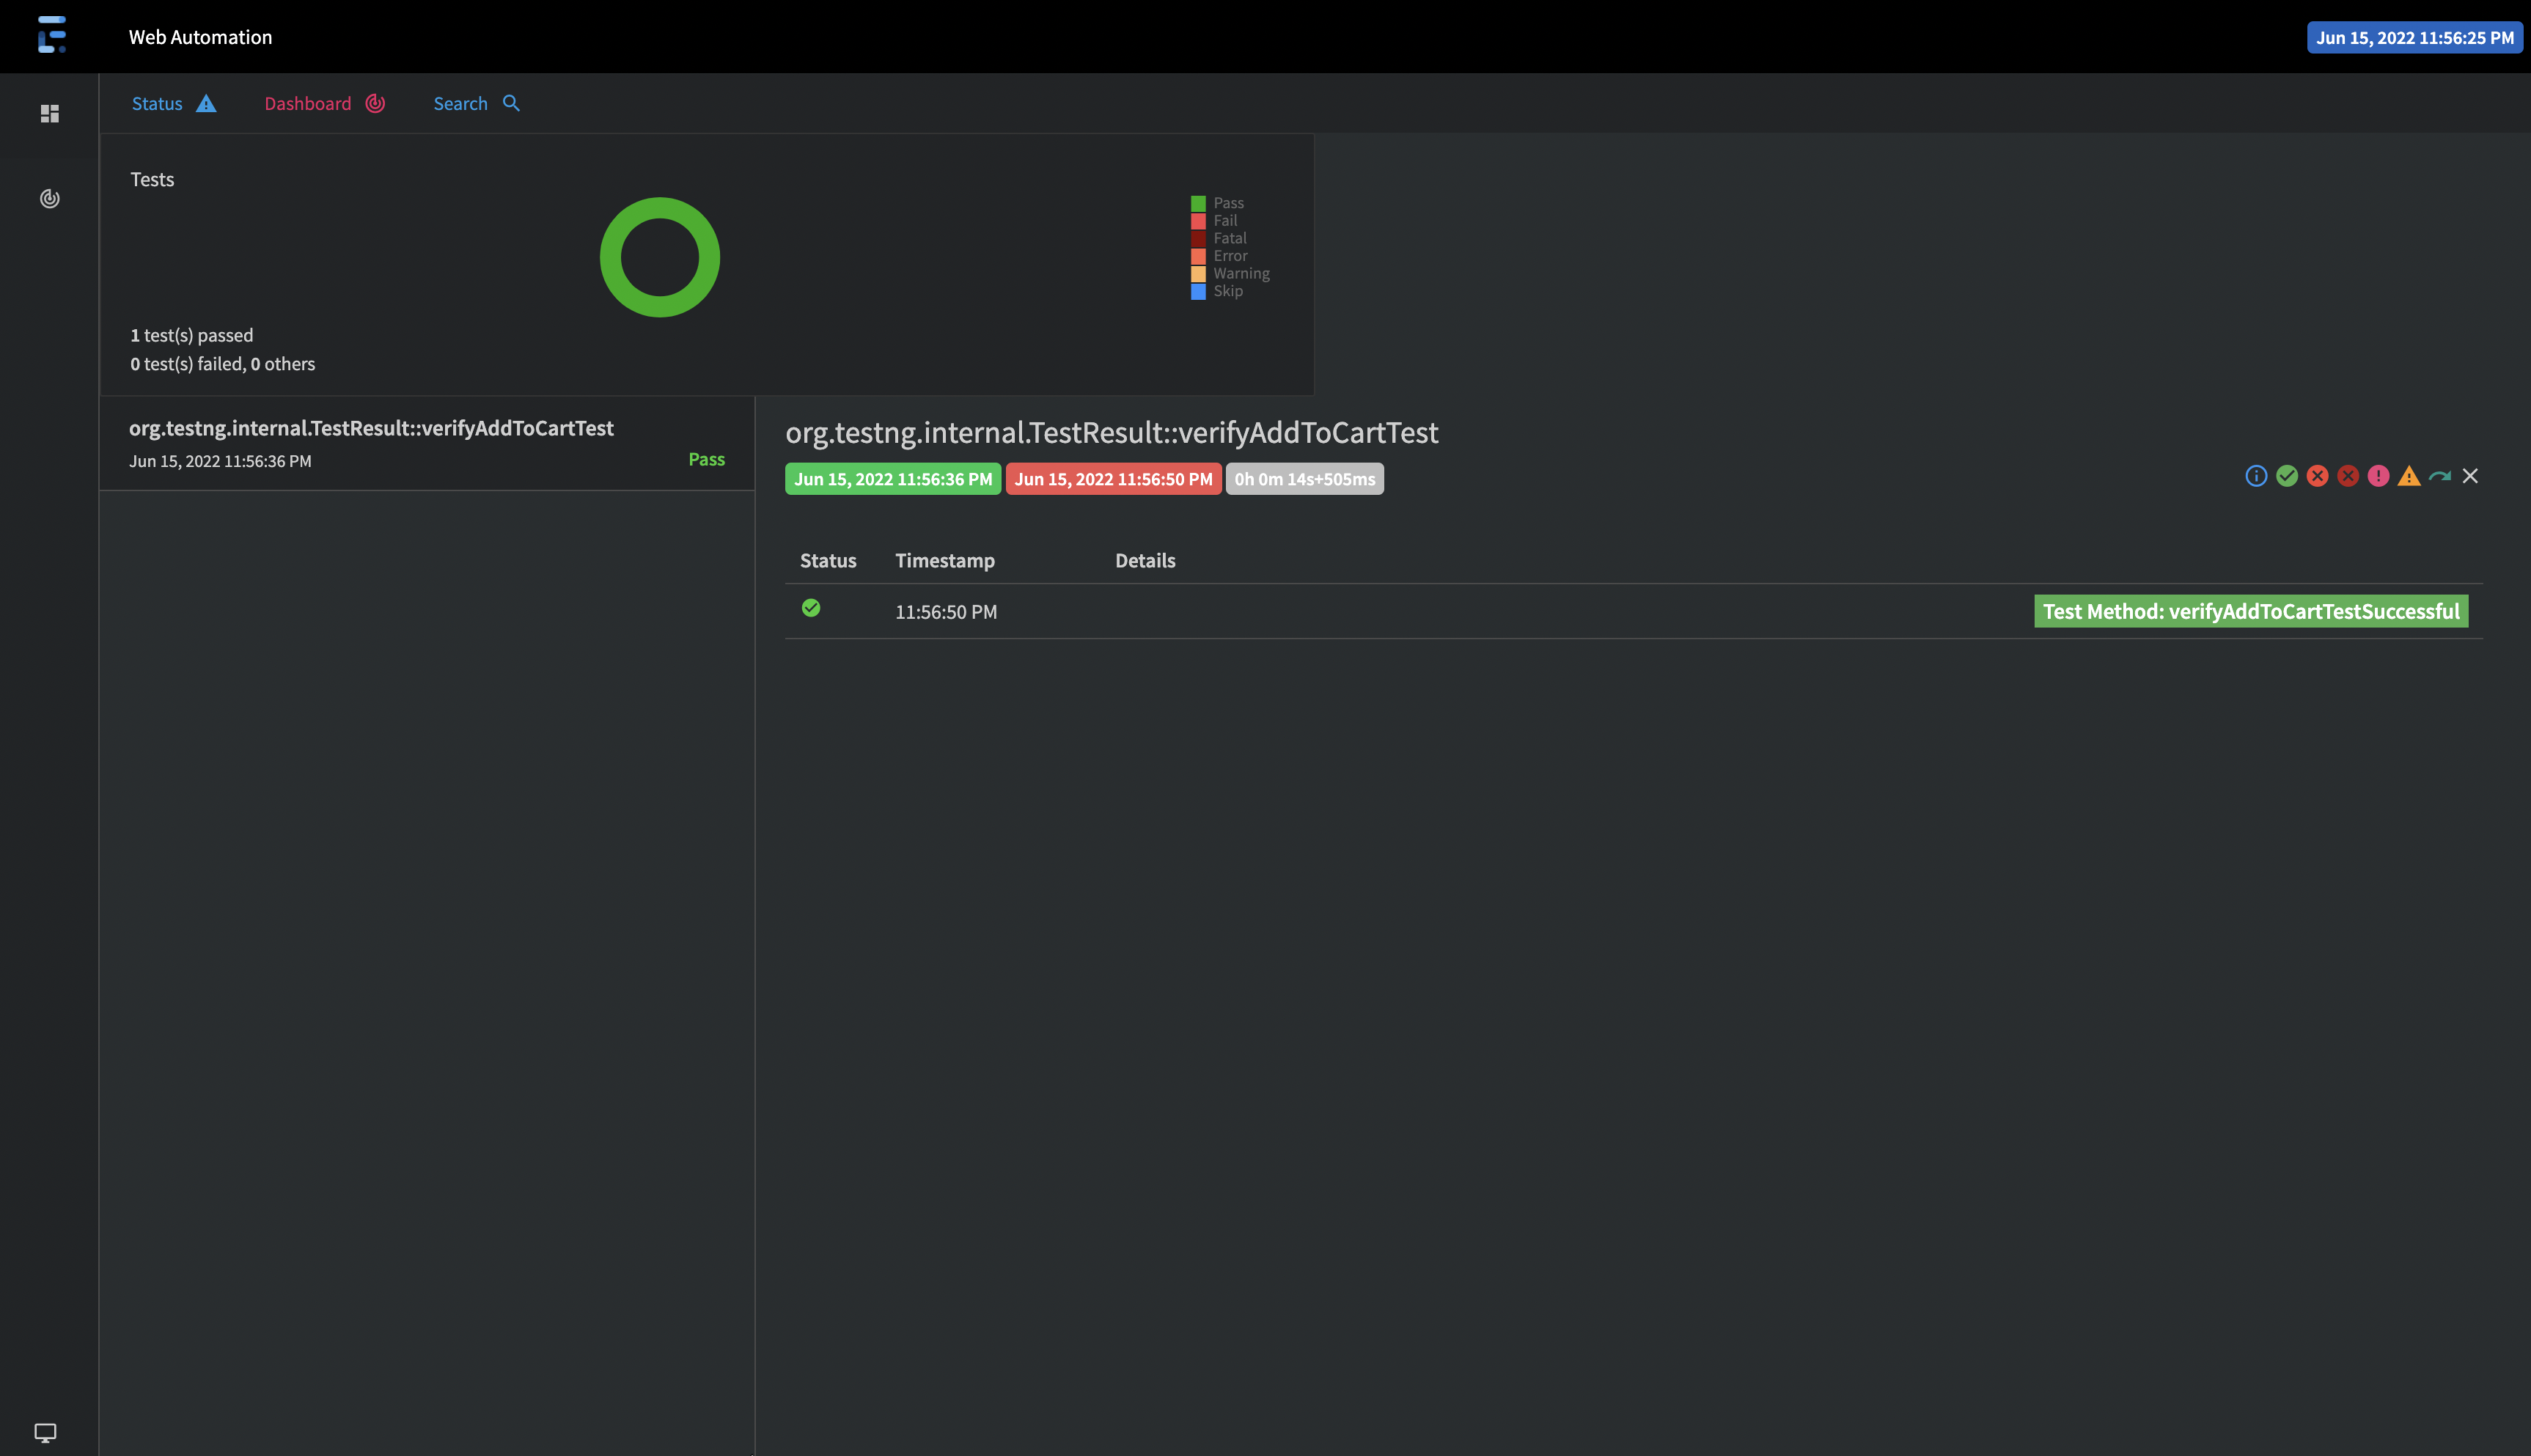 Web Automation
Jun 15, 2022 11:56:25 PM
Status
Dashboard
Search
Tests
Pass
Fail
Fatal
Error
Warning
Skip
1 test(s) passed
0 test(s) failed, 0 others
org.testng.internal.TestResult::verifyAddToCartTest
Jun 15, 2022 11:56:36 PM
Pass
org.testng.internal.TestResult::verifyAddToCartTest
Jun 15, 2022 11:56:36 PM Jun 15, 2022 11:56:50 PM 0h 0m 14s+505ms
Status Timestamp Details
11:56:50 PM Test Method: verifyAddToCartTestSuccessful